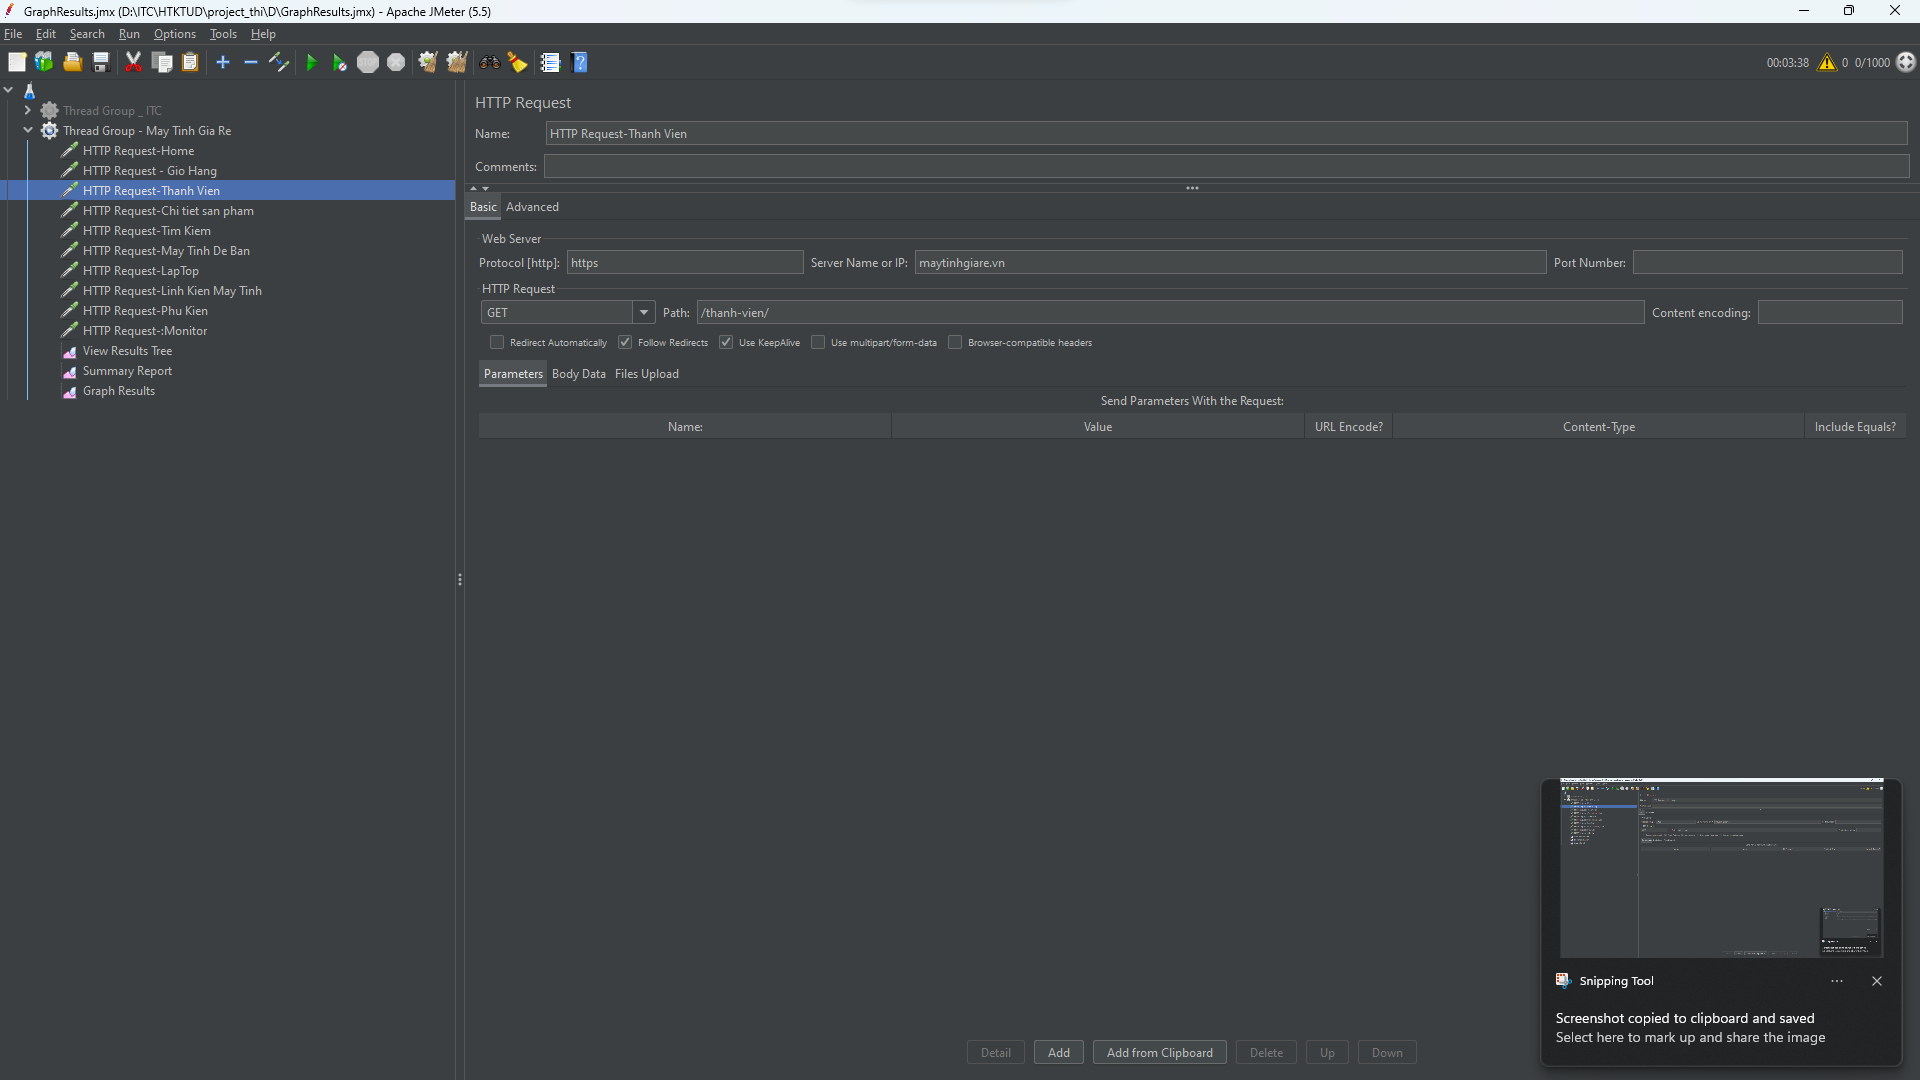 GraphResults.jmx (D:\ITC\HTKTUD\project_thi\D\GraphResults.jmx) - Apache JMeter (5.5)
File Edit Search Run Options Tools Help
STOP
00:03:38 0 0/1000
Thread Group _ ITC
Thread Group - May Tinh Gia Re
HTTP Request-Home
HTTP Request - Gio Hang
HTTP Request-Thanh Vien
HTTP Request-Chi tiet san pham
HTTP Request-Tim Kiem
HTTP Request-May Tinh De Ban
HTTP Request-LapTop
HTTP Request-Linh Kien May Tinh
HTTP Request-Phu Kien
HTTP Request-:Monitor
View Results Tree
Summary Report
Graph Results
HTTP Request
Name: HTTP Request-Thanh Vien
Comments:
Basic Advanced
Web Server
Protocol [http]: https Server Name or IP: maytinhgiare.vn Port Number:
HTTP Request
GET Path: /thanh-vien/ Content encoding:
Redirect Automatically Follow Redirects Use KeepAlive Use multipart/form-data Browser-compatible headers
Parameters Body Data Files Upload
Send Parameters With the Request:
Name: Value URL Encode? Content-Type Include Equals?
Detail Add Add from Clipboard Delete Up Down
Snipping Tool
Screenshot copied to clipboard and saved
Select here to mark up and share the image